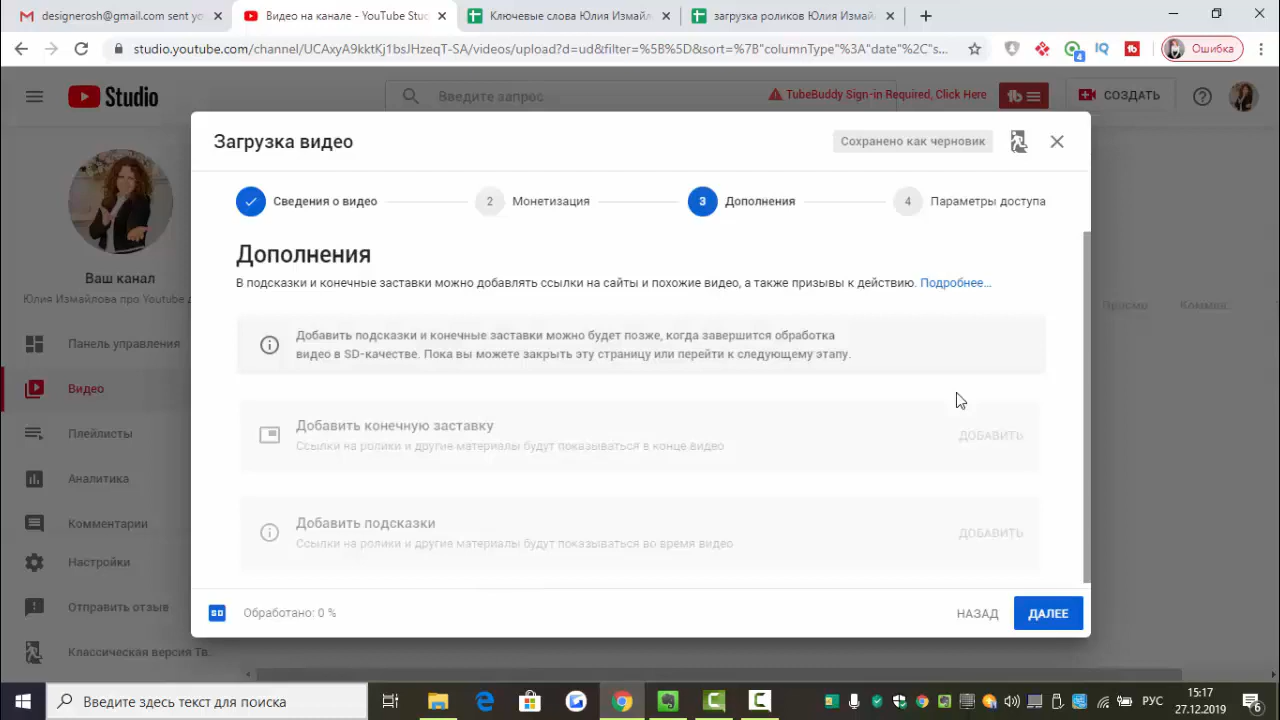 designerosh@gmail.com sent yo
Видео на канале - YouTube Stu
Ключевые слова Юлия Измайл
загрузка роликов Юлия Измай
studio.youtube.com/channel/UCAxyA9kktKj1bsJHzeqT-SA/videos/upload?d=ud&filter=%5B%5D&sort=%7B"columnType"%3A"date"%2C"s...
4
IQ
Ошибка
Studio
Введите запрос
TubeBuddy Sign-in Required, Click Here
СОЗДАТЬ
Загрузка видео
Сохранено как черновик
Сведения о видео
2
Монетизация
3
Дополнения
4
Параметры доступа
Дополнения
В подсказки и конечные заставки можно добавлять ссылки на сайты и похожие видео, а также призывы к действию. Подробнее...
Добавить подсказки и конечные заставки можно будет позже, когда завершится обработка
видео в SD-качестве. Пока вы можете закрыть эту страницу или перейти к следующему этапу.
Добавить конечную заставку
Ссылки на ролики и другие материалы будут показываться в конце видео
ДОБАВИТЬ
Добавить подсказки
Ссылки на ролики и другие материалы будут показываться во время видео
ДОБАВИТЬ
SD
Обработано: 0 %
НАЗАД
ДАЛЕЕ
Ваш канал
Юлия Измайлова про Youtube д
Панель управления
Видео
Плейлисты
Аналитика
Комментарии
Настройки
Отправить отзыв
Классическая версия Тв..
Просмо
Коммен.
Введите здесь текст для поиска
РУС
15:17
27.12.2019
6